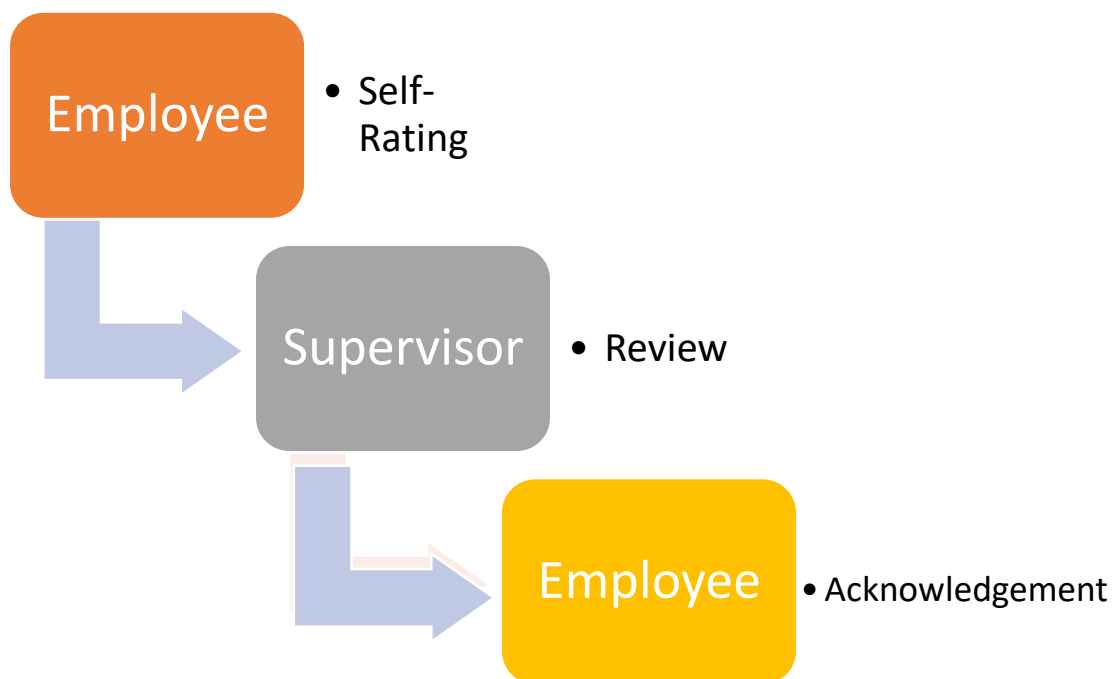 Employee
• Self-
Rating
Supervisor
• Review
Employee
• Acknowledgement